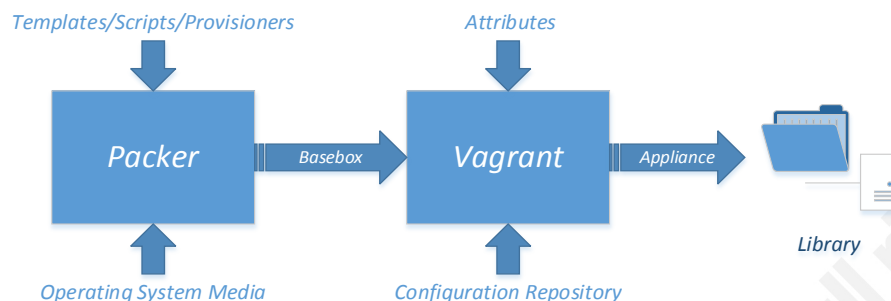 Templates/Scripts/Provisioners
Attributes
Packer
Basebox
Vagrant
Appliance
Library
Operating System Media
Configuration Repository